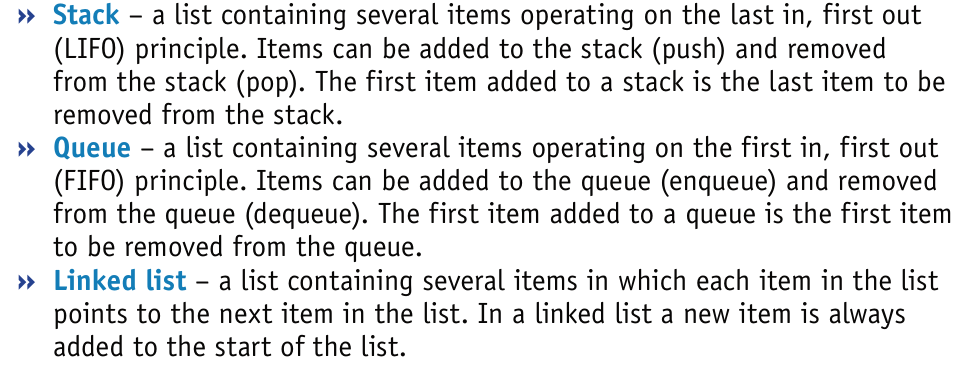 » Stack – a list containing several items operating on the last in, first out
(LIFO) principle. Items can be added to the stack (push) and removed
from the stack (pop). The first item added to a stack is the last item to be
removed from the stack.
» Queue – a list containing several items operating on the first in, first out
(FIFO) principle. Items can be added to the queue (enqueue) and removed
from the queue (dequeue). The first item added to a queue is the first item
to be removed from the queue.
» Linked list – a list containing several items in which each item in the list
points to the next item in the list. In a linked list a new item is always
added to the start of the list.